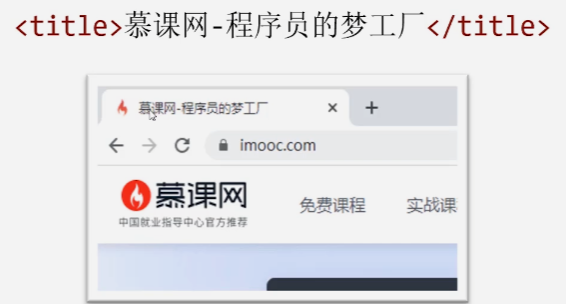 <title>慕课网-程序员的梦工厂</title>
慕课网-程序员的梦工厂
imooc.com
慕课网
中国就业指导中心官方推荐
免费课程 实战课